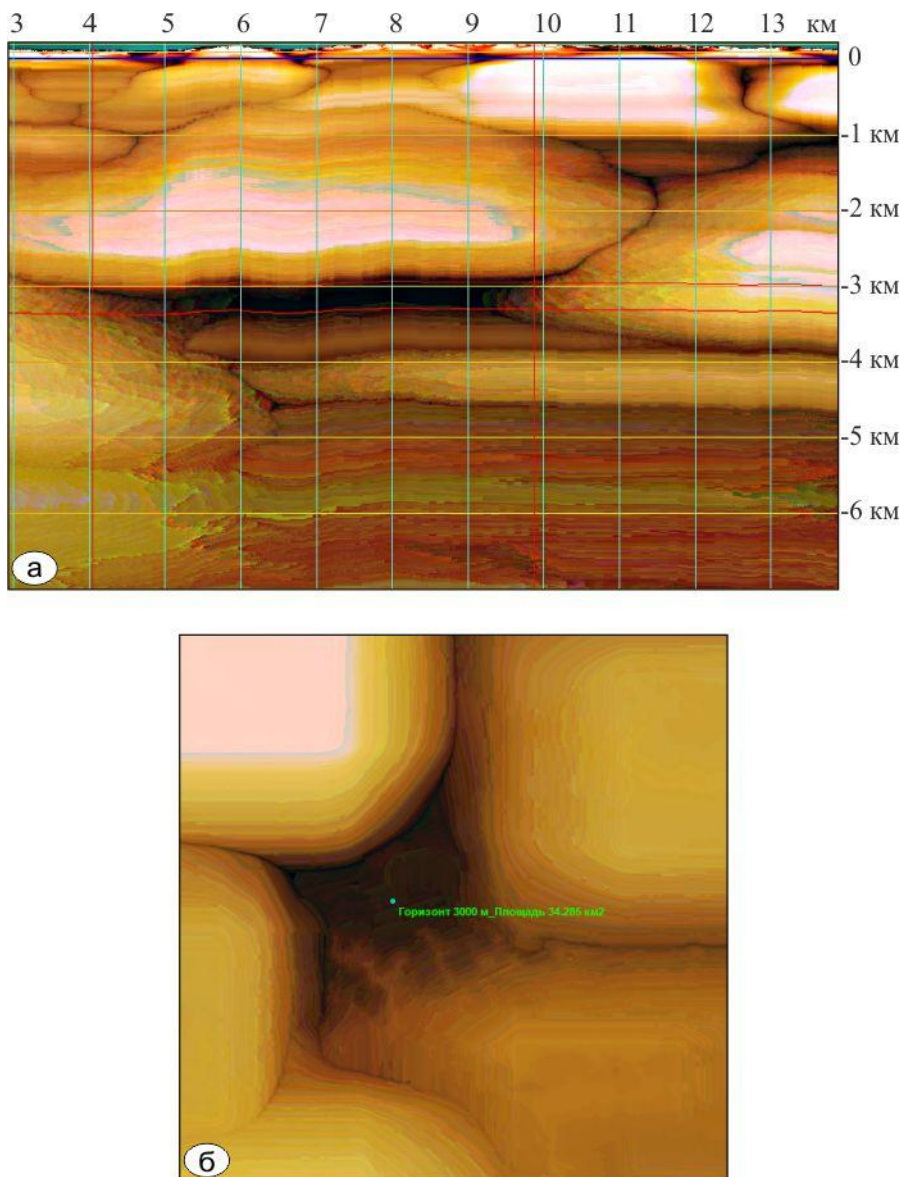 3 4 5 6 7 8 9 10 11 12 13 км
0
-1 км
-2 км
-3 км
-4 км
-5 км
-6 км
а
Горизонт 3000 м_Площадь 34.285 км2
б